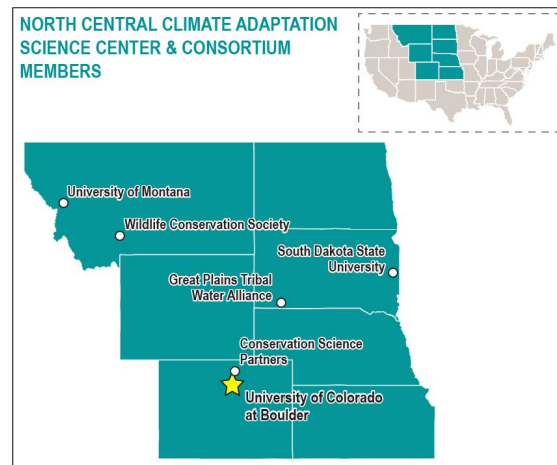 NORTH CENTRAL CLIMATE ADAPTATION
SCIENCE CENTER & CONSORTIUM
MEMBERS
University of Montana
Wildlife Conservation Society
South Dakota State
University
Great Plains Tribal
Water Alliance
Conservation Science
Partners
University of Colorado
at Boulder